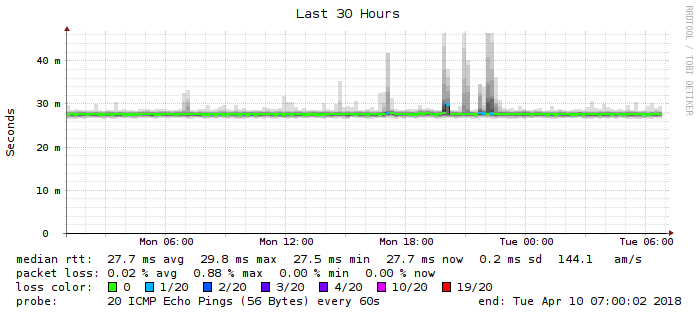 Last 30 Hours
RRDTOOL / TOBI OETIKER
Seconds
40 m
30 m
20 m
10 m
0
Mon 06:00 Mon 12:00 Mon 18:00 Tue 00:00 Tue 06:00
median rtt: 27.7 ms avg 29.8 ms max 27.5 ms min 27.7 ms now 0.2 ms sd 144.1 am/s
packet loss: 0.02 % avg 0.88 % max 0.00 % min 0.00 % now
loss color: 0 1/20 2/20 3/20 4/20 10/20 19/20
probe: 20 ICMP Echo Pings (56 Bytes) every 60s end: Tue Apr 10 07:00:02 2018